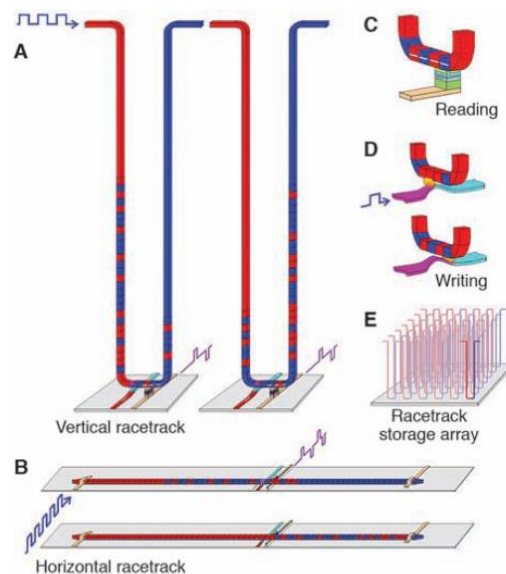 A
Vertical racetrack
B
Horizontal racetrack
C
Reading
D
Writing
E
Racetrack
storage array